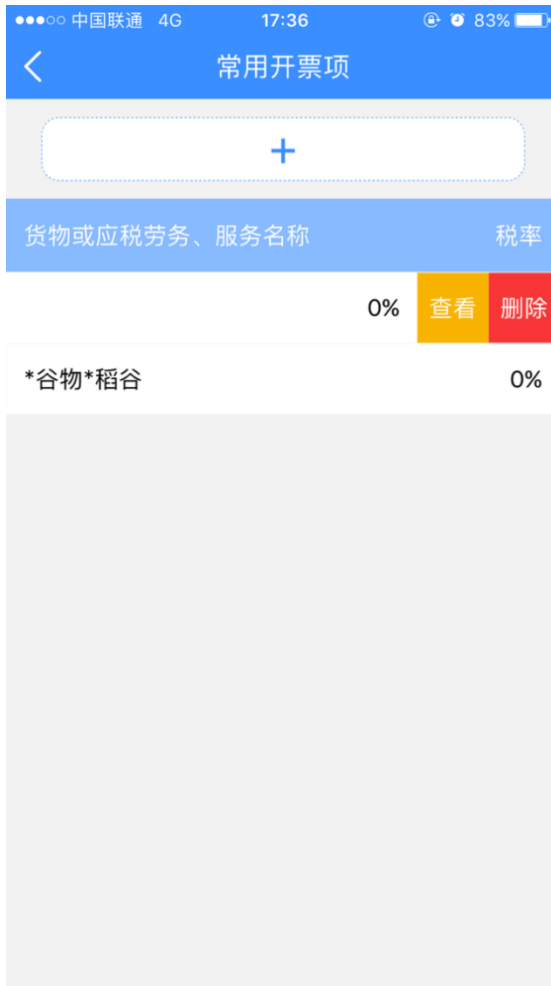 中国联通 4G 17:36 83%
常用开票项
+
货物或应税劳务、服务名称 税率
0% 查看 删除
*谷物*稻谷 0%